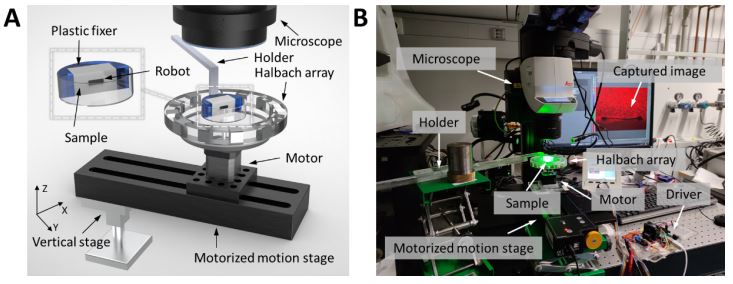 A
Plastic fixer
Robot
Sample
Microscope
Holder
Halbach array
Motor
Z
X
Y
Vertical stage
Motorized motion stage
B
Microscope
Captured image
Holder
Halbach array
Sample
Motor
Driver
Motorized motion stage